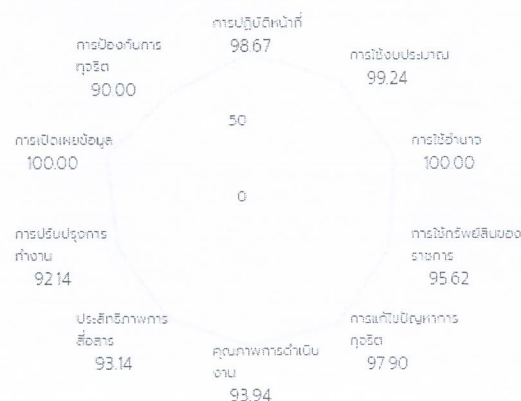 การปฏิบัติหน้าที่
98.67
การใช้งบประมาณ
99.24
การใช้อำนาจ
100.00
การใช้ทรัพย์สินของ
ราชการ
95.62
การแก้ไขปัญหาการ
ทุจริต
97.90
คุณภาพการดำเนิน
งาน
93.94
ประสิทธิภาพการ
สื่อสาร
93.14
การปรับปรุงการ
ทำงาน
92.14
การเปิดเผยข้อมูล
100.00
การป้องกันการ
ทุจริต
90.00
50
0